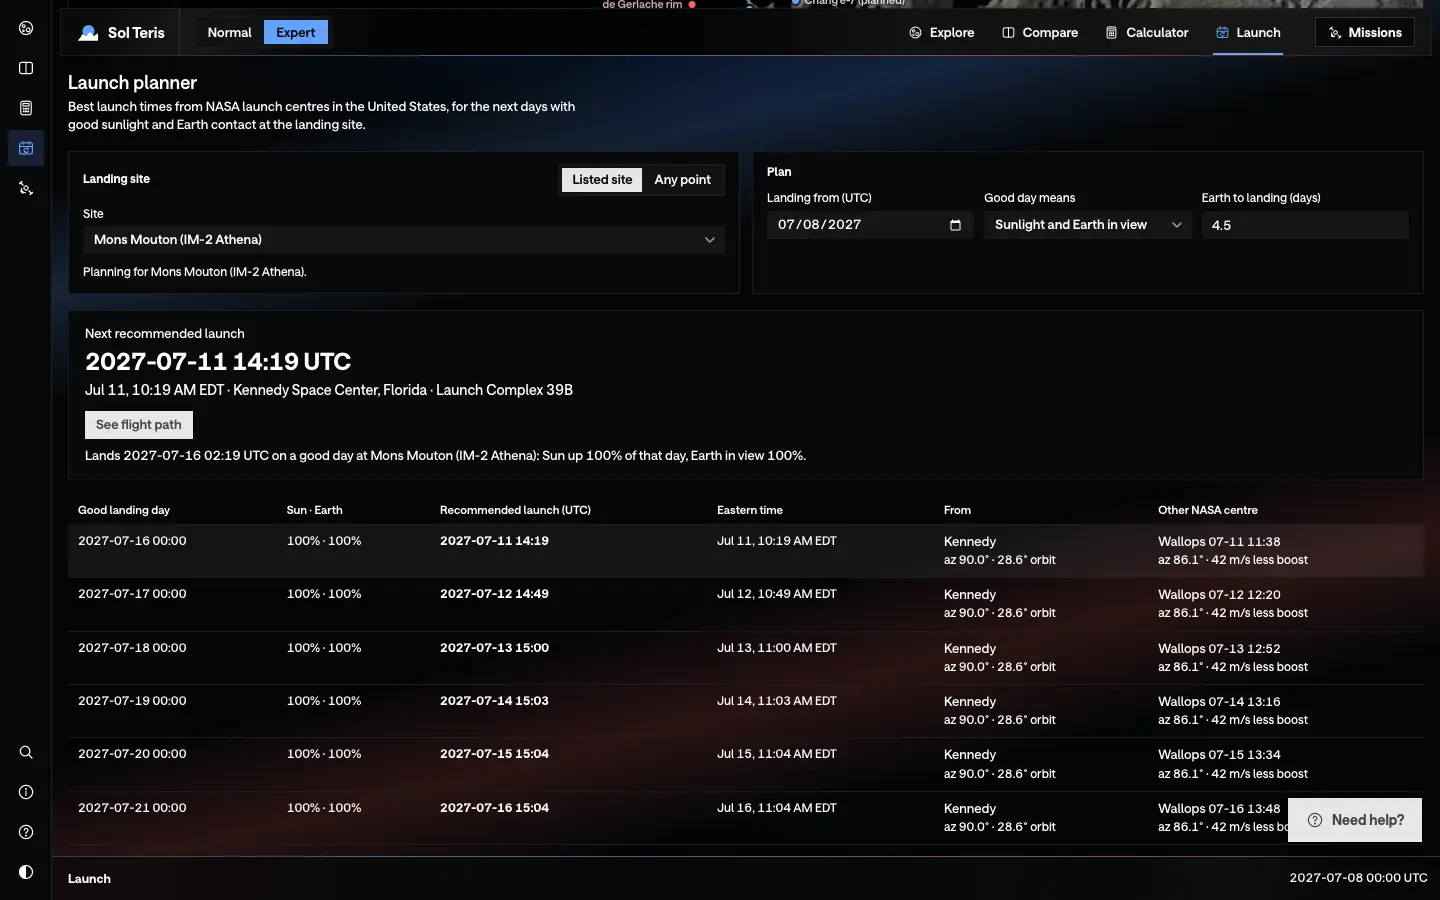 de Gerlache rim
Chang'e-7 (planned)
Sol Teris
Normal
Expert
Explore
Compare
Calculator
Launch
Missions
Launch planner
Best launch times from NASA launch centres in the United States, for the next days with
good sunlight and Earth contact at the landing site.
Landing site
Listed site
Any point
Site
Mons Mouton (IM-2 Athena)
Planning for Mons Mouton (IM-2 Athena).
Plan
Landing from (UTC)
Good day means
Earth to landing (days)
07/08/2027
Sunlight and Earth in view
4.5
Next recommended launch
2027-07-11 14:19 UTC
Jul 11, 10:19 AM EDT · Kennedy Space Center, Florida · Launch Complex 39B
See flight path
Lands 2027-07-16 02:19 UTC on a good day at Mons Mouton (IM-2 Athena): Sun up 100% of that day, Earth in view 100%.
Good landing day
Sun · Earth
Recommended launch (UTC)
Eastern time
From
Other NASA centre
2027-07-16 00:00
100% · 100%
2027-07-11 14:19
Jul 11, 10:19 AM EDT
Kennedy
az 90.0° · 28.6° orbit
Wallops 07-11 11:38
az 86.1° · 42 m/s less boost
2027-07-17 00:00
100% · 100%
2027-07-12 14:49
Jul 12, 10:49 AM EDT
Kennedy
az 90.0° · 28.6° orbit
Wallops 07-12 12:20
az 86.1° · 42 m/s less boost
2027-07-18 00:00
100% · 100%
2027-07-13 15:00
Jul 13, 11:00 AM EDT
Kennedy
az 90.0° · 28.6° orbit
Wallops 07-13 12:52
az 86.1° · 42 m/s less boost
2027-07-19 00:00
100% · 100%
2027-07-14 15:03
Jul 14, 11:03 AM EDT
Kennedy
az 90.0° · 28.6° orbit
Wallops 07-14 13:16
az 86.1° · 42 m/s less boost
2027-07-20 00:00
100% · 100%
2027-07-15 15:04
Jul 15, 11:04 AM EDT
Kennedy
az 90.0° · 28.6° orbit
Wallops 07-15 13:34
az 86.1° · 42 m/s less boost
2027-07-21 00:00
100% · 100%
2027-07-16 15:04
Jul 16, 11:04 AM EDT
Kennedy
az 90.0° · 28.6° orbit
Wallops 07-16 13:48
az 86.1° · 42 m/s less
Need help?
Launch
2027-07-08 00:00 UTC